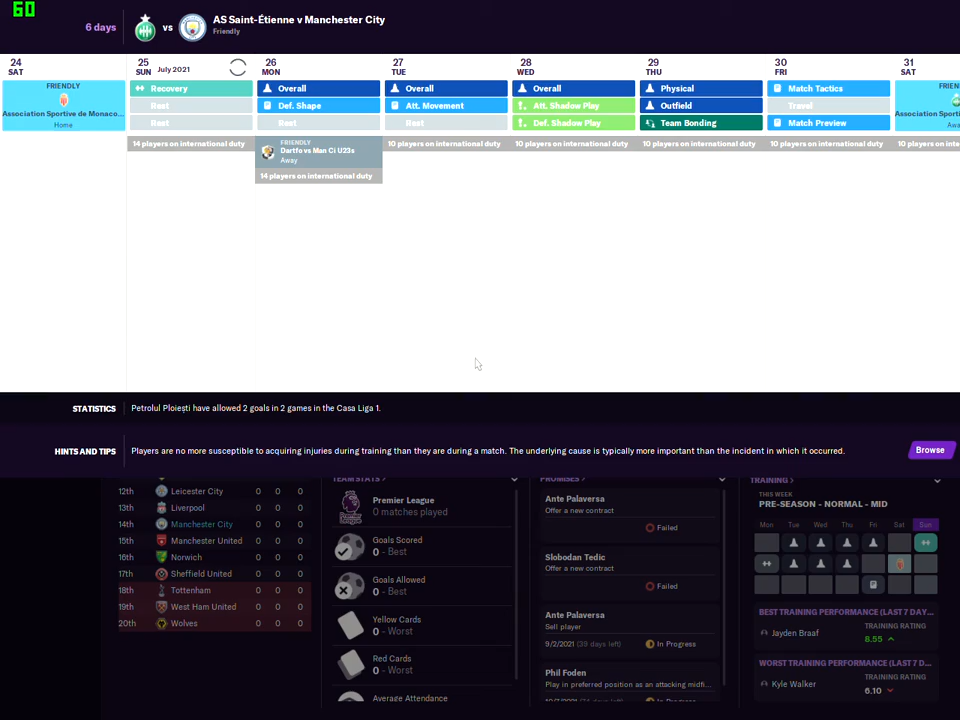 60
6 days
vs
AS Saint-Étienne v Manchester City
Friendly
24
SAT
25
SUN July 2021
26
MON
27
TUE
28
WED
29
THU
30
FRI
31
SAT
FRIENDLY
Association Sportive de Monaco...
Home
Recovery
Rest
Rest
14 players on international duty
Overall
Def. Shape
Rest
FRIENDLY
Dartfo vs Man Ci U23s
Away
14 players on international duty
Overall
Att. Movement
Rest
10 players on international duty
Overall
Att. Shadow Play
Def. Shadow Play
10 players on international duty
Physical
Outfield
Team Bonding
10 players on international duty
Match Tactics
Travel
Match Preview
10 players on international duty
FRIEN
Association Sporti
Awa
10 players on internationa
STATISTICS
Petrolul Ploiești have allowed 2 goals in 2 games in the Casa Liga 1.
HINTS AND TIPS
Players are no more susceptible to acquiring injuries during training than they are during a match. The underlying cause is typically more important than the incident in which it occurred.
Browse
12th Leicester City 0 0 0
13th Liverpool 0 0 0
14th Manchester City 0 0 0
15th Manchester United 0 0 0
16th Norwich 0 0 0
17th Sheffield United 0 0 0
18th Tottenham 0 0 0
19th West Ham United 0 0 0
20th Wolves 0 0 0
TEAM STATS
Premier League
0 matches played
Goals Scored
0 - Best
Goals Allowed
0 - Best
Yellow Cards
0 - Worst
Red Cards
0 - Worst
Average Attendance
PROMISES
Ante Palaversa
Offer a new contract
Failed
Slobodan Tedic
Offer a new contract
Failed
Ante Palaversa
Sell player
9/2/2021 (39 days left)
In Progress
Phil Foden
Play in preferred position as an attacking midfi...
In Progress
TRAINING
THIS WEEK
PRE-SEASON - NORMAL - MID
Mon Tue Wed Thu Fri Sat Sun
BEST TRAINING PERFORMANCE (LAST 7 DAY...
Jayden Braaf
TRAINING RATING
8.55
WORST TRAINING PERFORMANCE (LAST 7 D...
Kyle Walker
TRAINING RATING
6.10